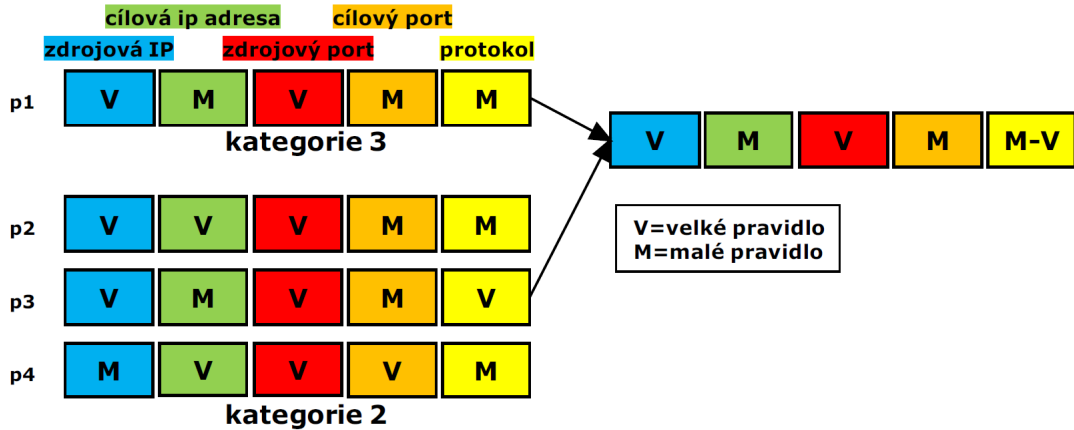 cílová ip adresa cílový port
zdrojová IP zdrojový port protokol
p1 V M V M M
kategorie 3
V M V M M-V
p2 V V V M M
V=velké pravidlo
M=malé pravidlo
p3 V M V M V
p4 M V V V M
kategorie 2